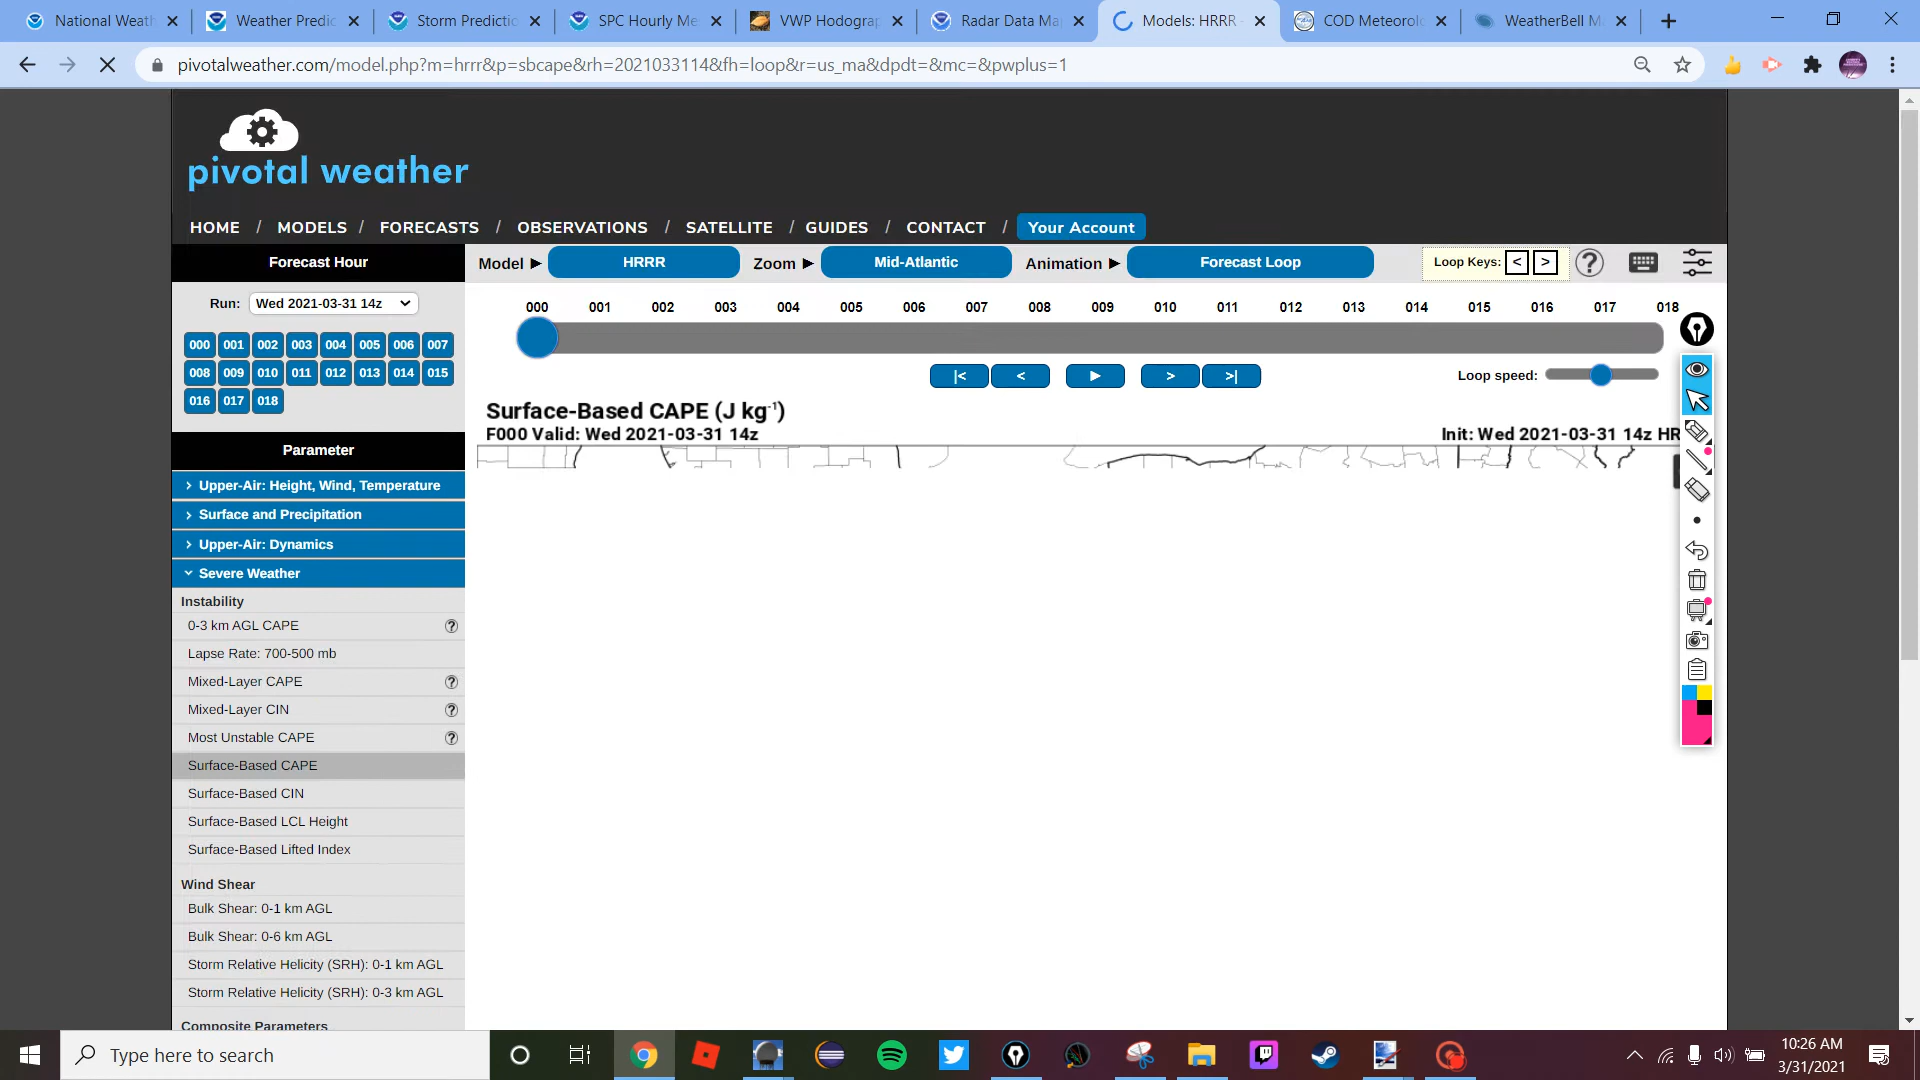 National Weath
Weather Predic
Storm Predictio
SPC Hourly Me
VWP Hodograp
Radar Data Ma
Models: HRRR
COD Meteorolo
WeatherBell M
pivotalweather.com/model.php?m=hrrr&p=sbcape&rh=2021033114&fh=loop&r=us_ma&dpdt=&mc=&pwplus=1
pivotal weather
HOME / MODELS / FORECASTS / OBSERVATIONS / SATELLITE / GUIDES / CONTACT / Your Account
Forecast Hour
Model ▶ HRRR Zoom ▶ Mid-Atlantic Animation ▶ Forecast Loop Loop Keys: < > ?
Run: Wed 2021-03-31 14z
000 001 002 003 004 005 006 007 008 009 010 011 012 013 014 015 016 017 018
000 001 002 003 004 005 006 007
008 009 010 011 012 013 014 015
016 017 018
|< < ▶ > >| Loop speed:
Surface-Based CAPE (J kg⁻¹)
F000 Valid: Wed 2021-03-31 14z Init: Wed 2021-03-31 14z HR
Parameter
Upper-Air: Height, Wind, Temperature
Surface and Precipitation
Upper-Air: Dynamics
Severe Weather
Instability
0-3 km AGL CAPE ?
Lapse Rate: 700-500 mb
Mixed-Layer CAPE ?
Mixed-Layer CIN ?
Most Unstable CAPE ?
Surface-Based CAPE
Surface-Based CIN
Surface-Based LCL Height
Surface-Based Lifted Index
Wind Shear
Bulk Shear: 0-1 km AGL
Bulk Shear: 0-6 km AGL
Storm Relative Helicity (SRH): 0-1 km AGL
Storm Relative Helicity (SRH): 0-3 km AGL
Composite Parameters
Type here to search
10:26 AM
3/31/2021